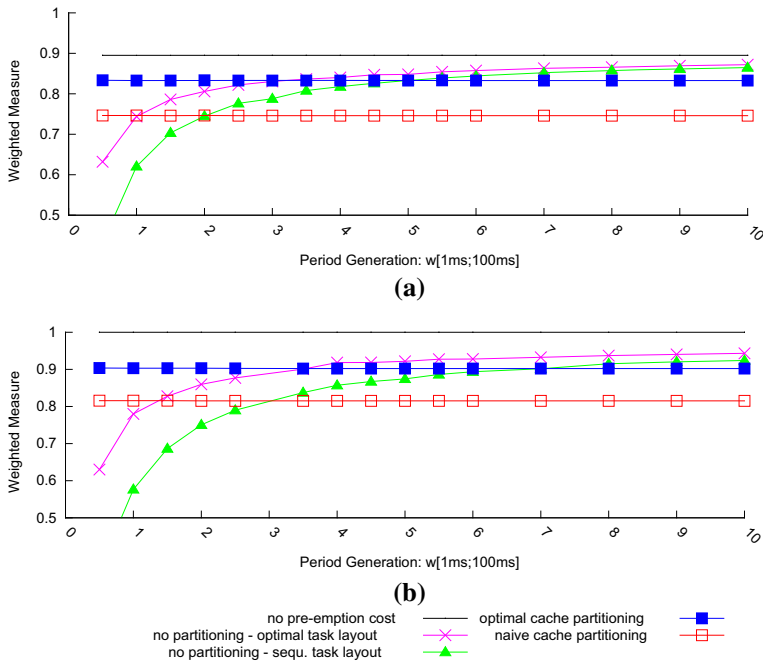 1
0.9
0.8
0.7
0.6
0.5
Weighted Measure
0 1 2 3 4 5 6 7 8 9 10
Period Generation: w[1ms;100ms]
(a)
1
0.9
0.8
0.7
0.6
0.5
Weighted Measure
0 1 2 3 4 5 6 7 8 9 10
Period Generation: w[1ms;100ms]
(b)
no pre-emption cost optimal cache partitioning
no partitioning - optimal task layout naive cache partitioning
no partitioning - sequ. task layout